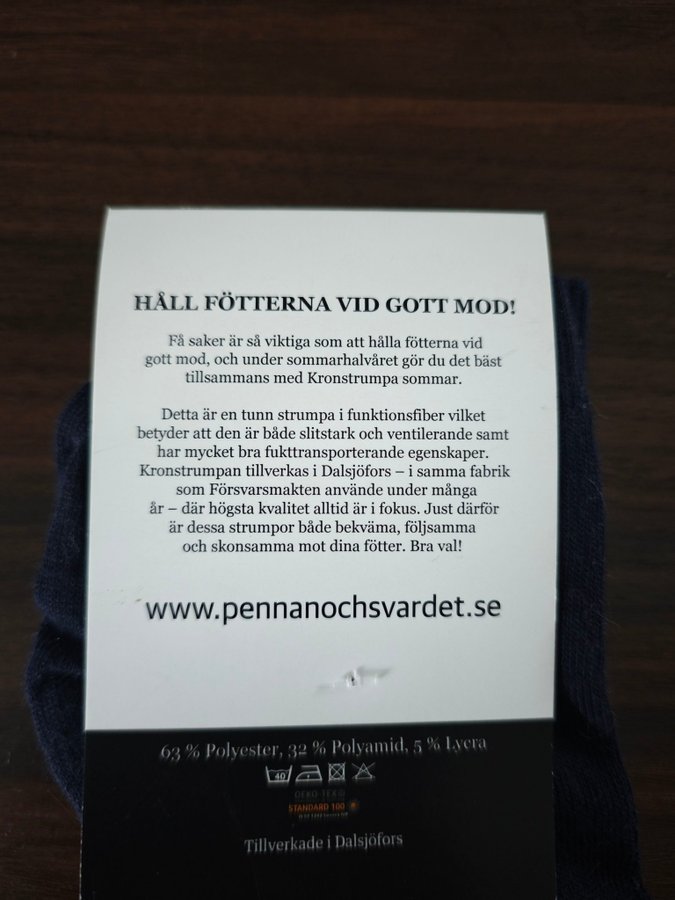 HÅLL FÖTTERNA VID GOTT MOD!
Få saker är så viktiga som att hålla fötterna vid
gott mod, och under sommarhalvåret gör du det bäst
tillsammans med Kronstrumpa sommar.
Detta är en tunn strumpa i funktionsfiber vilket
betyder att den är både slitstark och ventilerande samt
har mycket bra fukttransporterande egenskaper.
Kronstrumpan tillverkas i Dalsjöfors – i samma fabrik
som Försvarsmakten använde under många
år – där högsta kvalitet alltid är i fokus. Just därför
är dessa strumpor både bekväma, följsamma
och skonsamma mot dina fötter. Bra val!
www.pennanochsvardet.se
63 % Polyester, 32 % Polyamid, 5 % Lycra
40
OEKO-TEX®
STANDARD 100
Tillverkade i Dalsjöfors